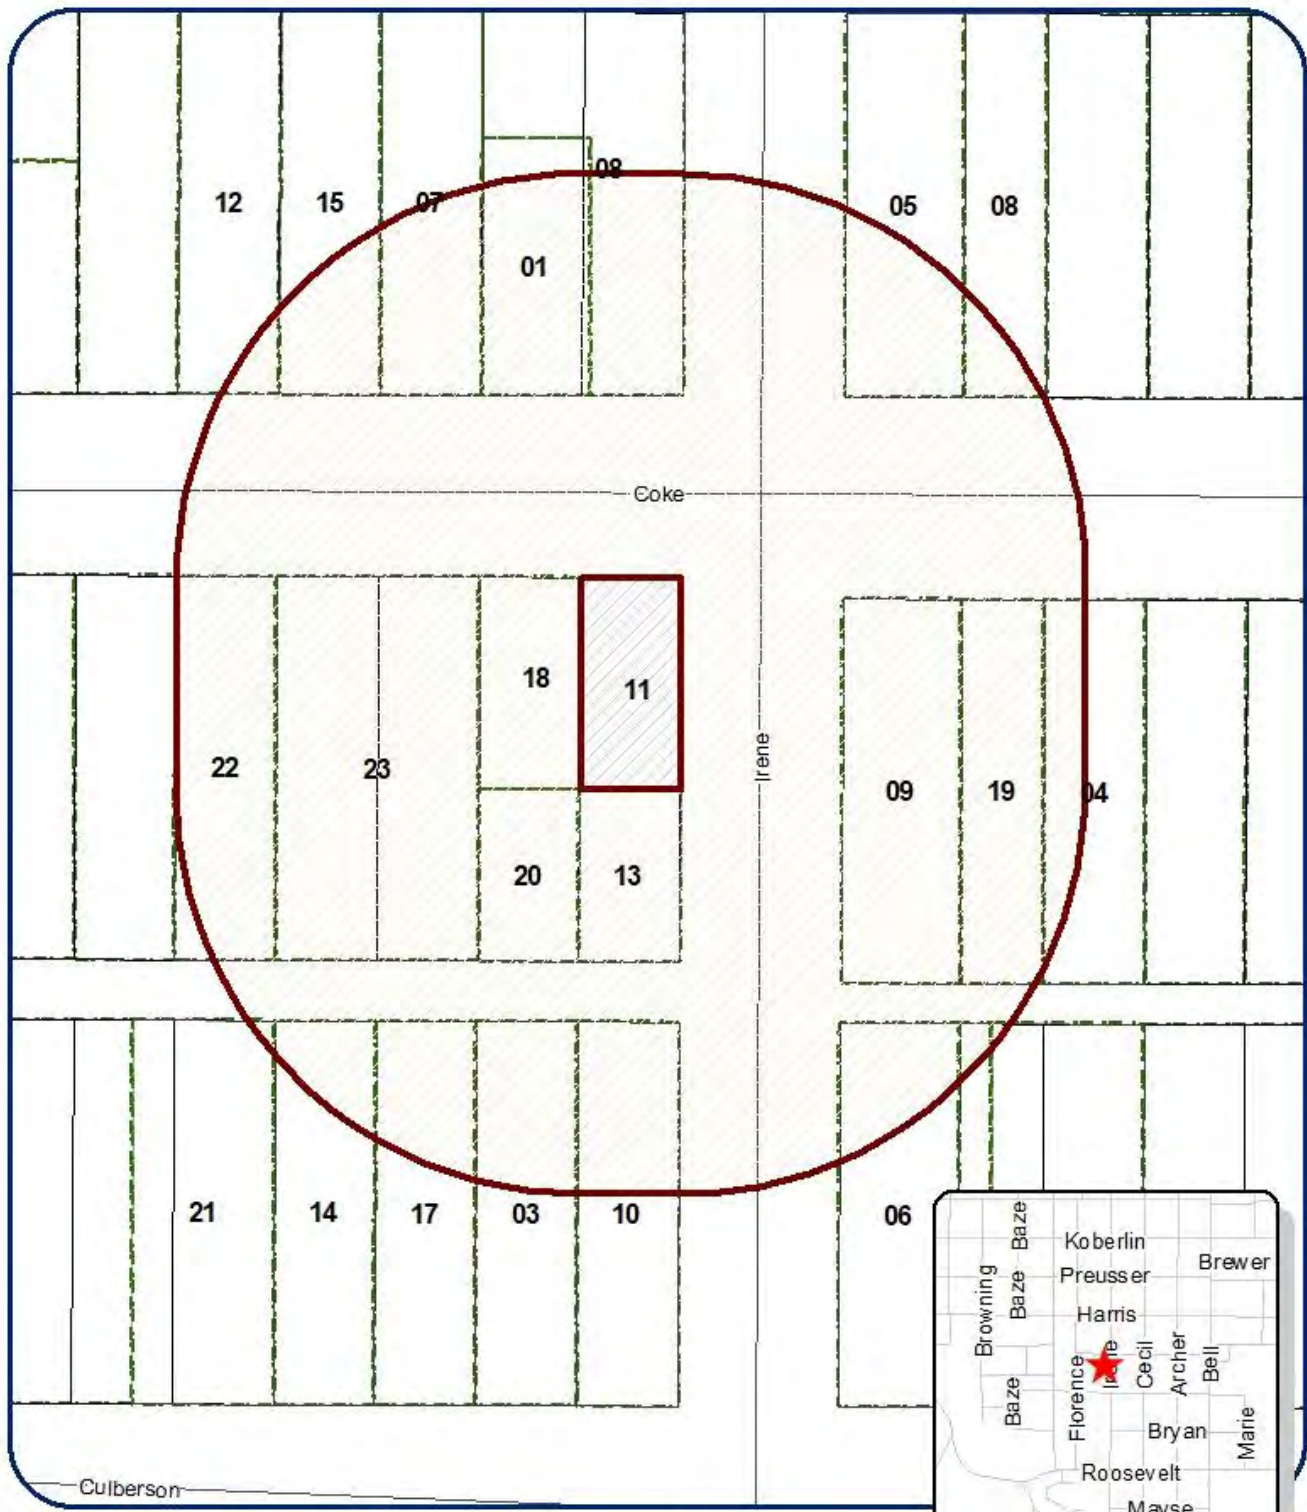 08
12
15
07
05
08
01
Coke
18
11
Irene
22
23
09
19
04
20
13
21
14
17
03
10
06
Culberson
Baze
Koberlin
Brewer
Preusser
Browning
Baze
Harris
Irene
Cecil
Archer
Bell
Florence
Baze
Marie
Bryan
Roosevelt
Mayse